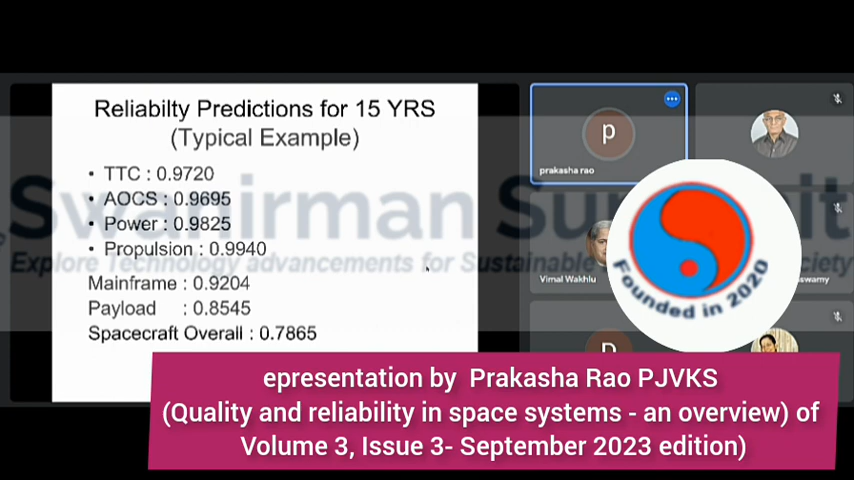 Reliabilty Predictions for 15 YRS
(Typical Example)
• TTC : 0.9720
• AOCS : 0.9695
• Power : 0.9825
• Propulsion : 0.9940
Mainframe : 0.9204
Payload : 0.8545
Spacecraft Overall : 0.7865
p
prakasha rao
Vimal Wakhlu
swamy
D
Founded in 2020
Explore Technology advancements for Sustainable
ciety
epresentation by Prakasha Rao PJVKS
(Quality and reliability in space systems - an overview) of
Volume 3, Issue 3- September 2023 edition)